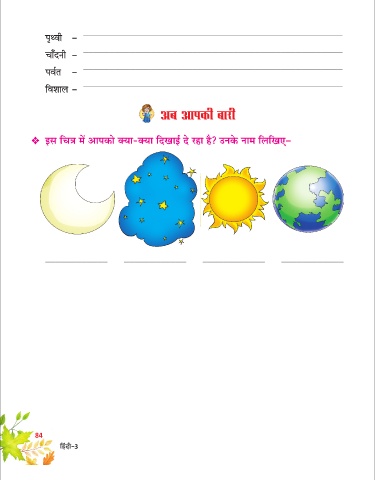 पृथ्वी –
चाँदनी –
पर्वत –
विशाल –
अब आपकी बारी
❖ इस चित्र में आपको क्या-क्या दिखाई दे रहा है? उनके नाम लिखिए–
84
हिंदी-3